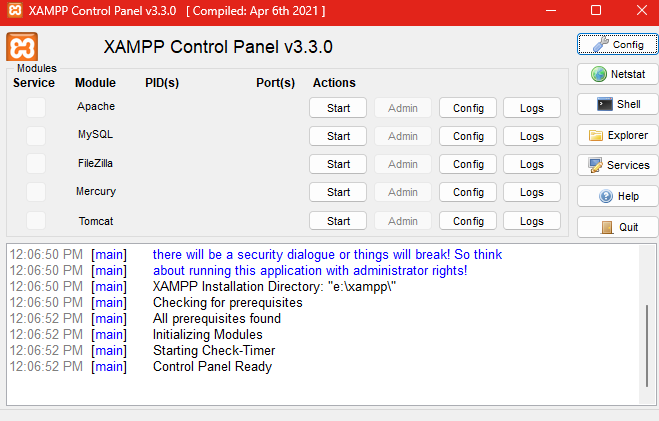 XAMPP Control Panel v3.3.0 [ Compiled: Apr 6th 2021 ]
XAMPP Control Panel v3.3.0
Config
Modules
Service Module PID(s) Port(s) Actions
Netstat
Apache Start Admin Config Logs
Shell
MySQL Start Admin Config Logs
Explorer
FileZilla Start Admin Config Logs
Services
Mercury Start Admin Config Logs
Help
Tomcat Start Admin Config Logs
Quit
12:06:50 PM [main] there will be a security dialogue or things will break! So think
12:06:50 PM [main] about running this application with administrator rights!
12:06:50 PM [main] XAMPP Installation Directory: "e:\xampp\"
12:06:50 PM [main] Checking for prerequisites
12:06:52 PM [main] All prerequisites found
12:06:52 PM [main] Initializing Modules
12:06:52 PM [main] Starting Check-Timer
12:06:52 PM [main] Control Panel Ready